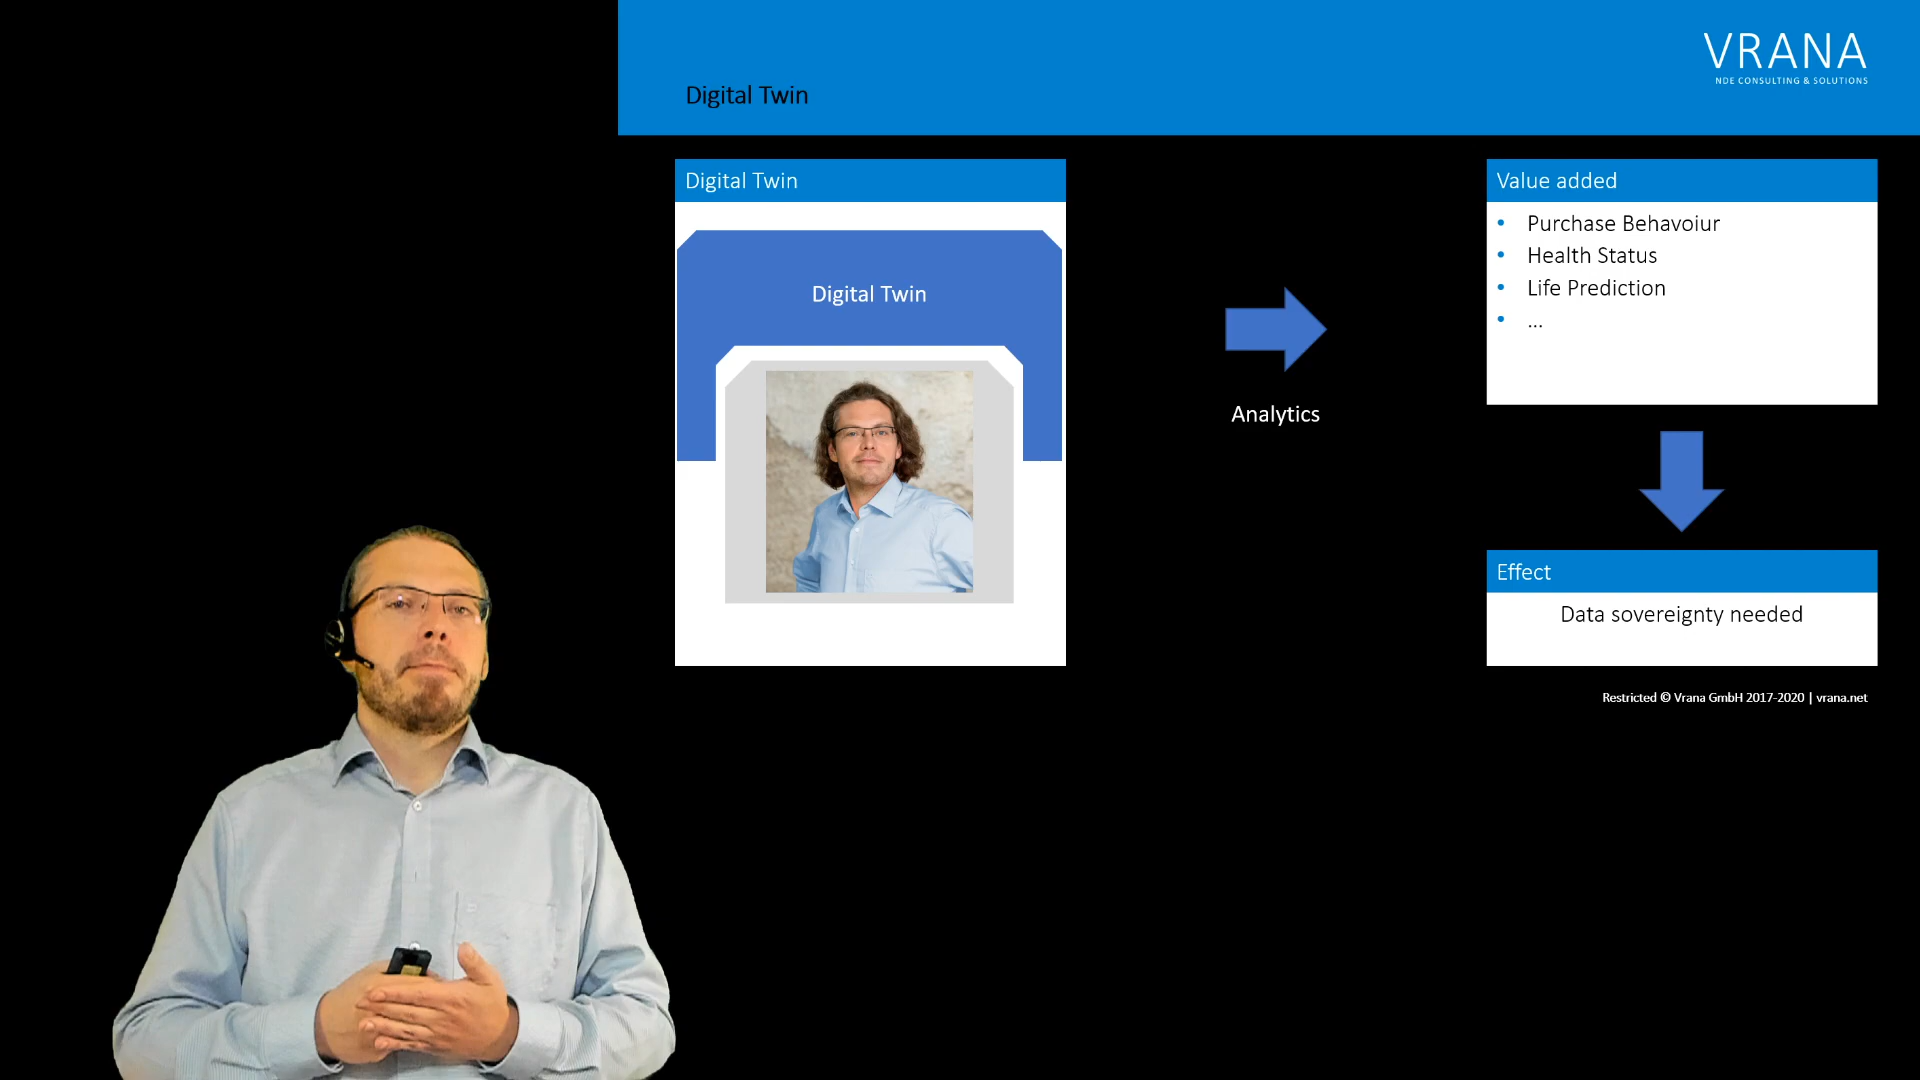 VRANA
NDE CONSULTING & SOLUTIONS
Digital Twin
Digital Twin
Digital Twin
Analytics
Value added
• Purchase Behavoiur
• Health Status
• Life Prediction
• ...
Effect
Data sovereignty needed
Restricted © Vrana GmbH 2017-2020 | vrana.net